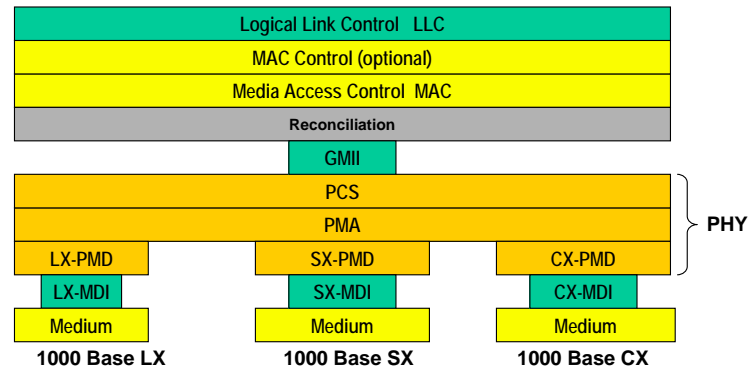 Logical Link Control LLC
MAC Control (optional)
Media Access Control MAC
Reconciliation
GMII
PCS
PMA
PHY
LX-PMD SX-PMD CX-PMD
LX-MDI SX-MDI CX-MDI
Medium Medium Medium
1000 Base LX 1000 Base SX 1000 Base CX